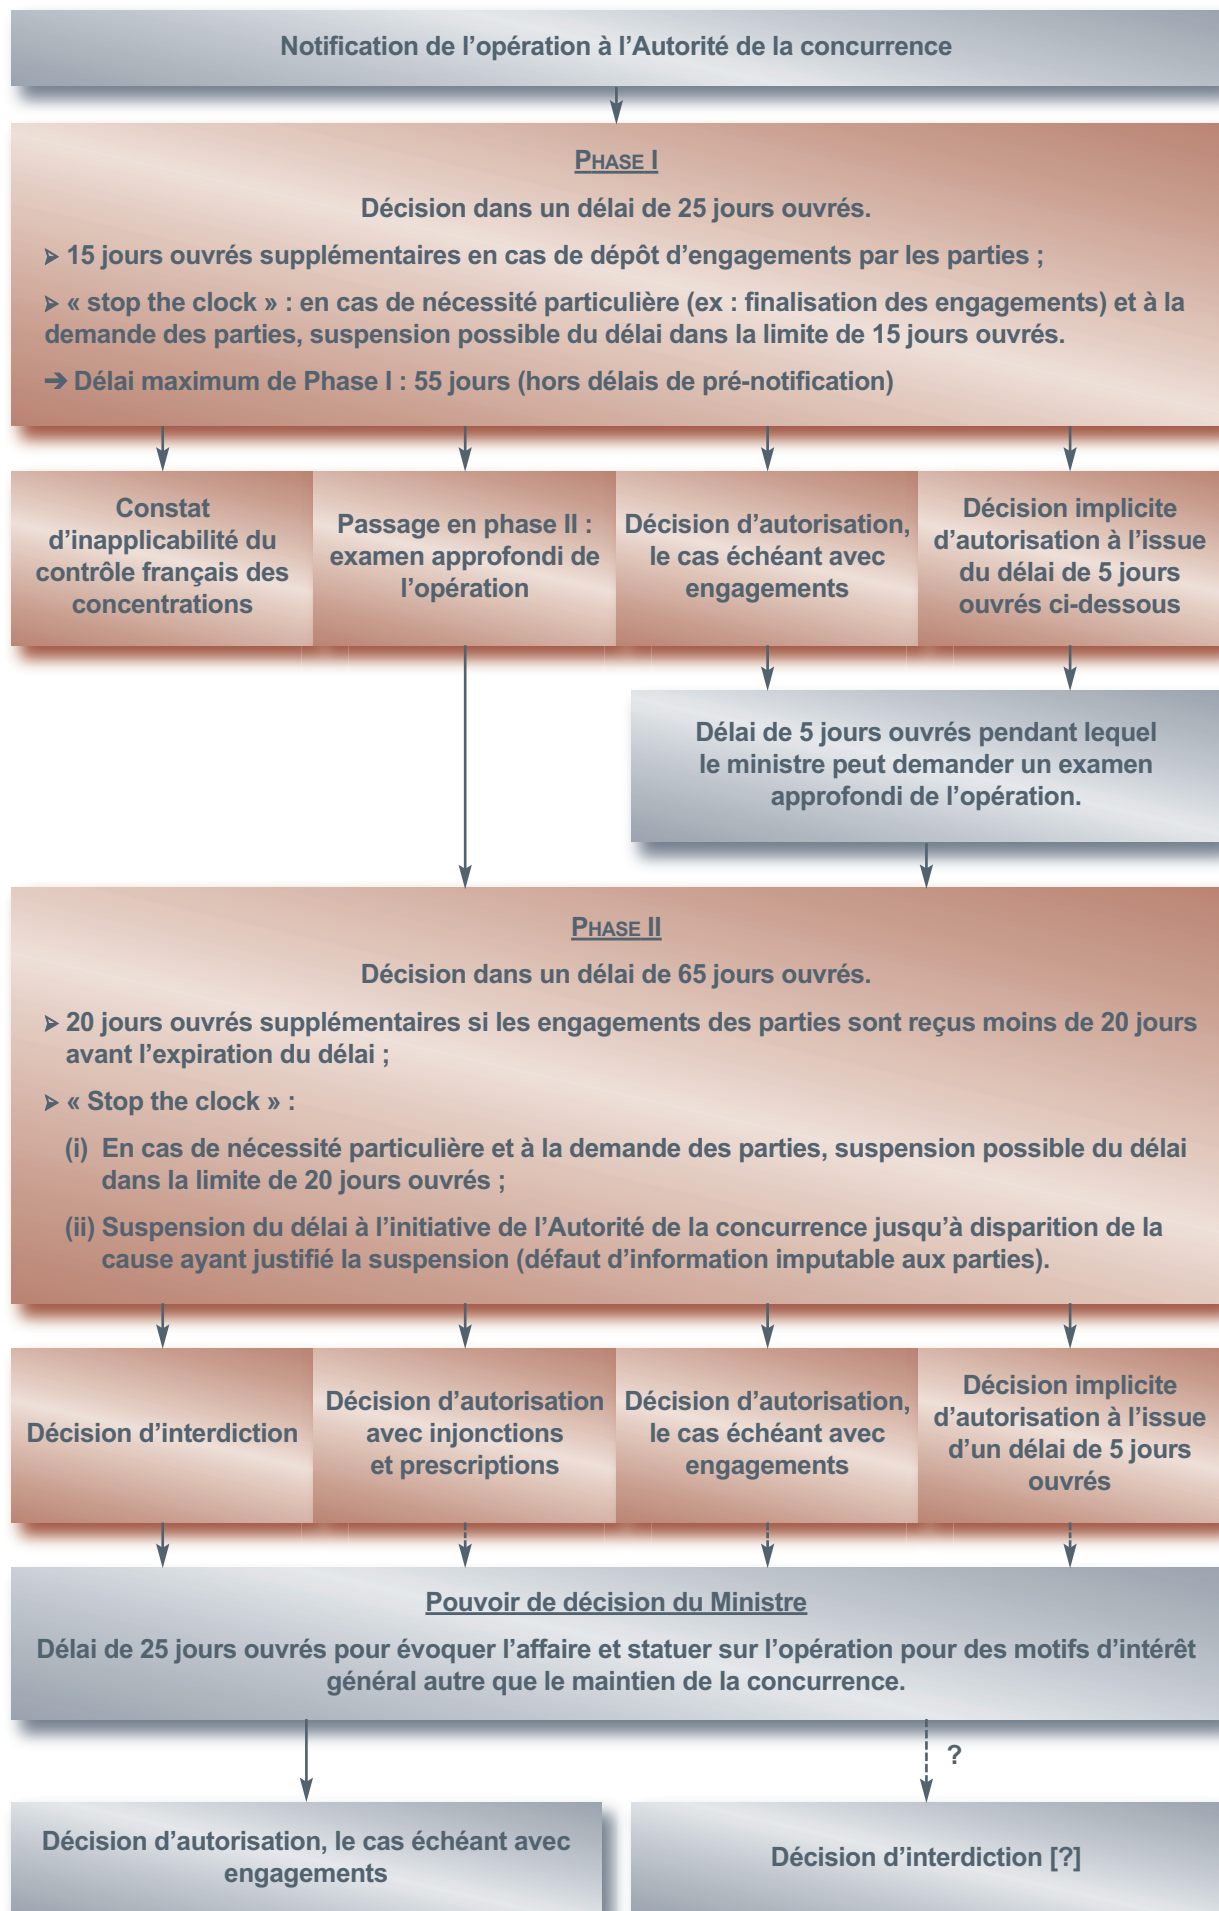 Notification de l’opération à l’Autorité de la concurrence
PHASE I
Décision dans un délai de 25 jours ouvrés.
➢ 15 jours ouvrés supplémentaires en cas de dépôt d’engagements par les parties ;
➢ « stop the clock » : en cas de nécessité particulière (ex : finalisation des engagements) et à la
demande des parties, suspension possible du délai dans la limite de 15 jours ouvrés.
➔ Délai maximum de Phase I : 55 jours (hors délais de pré-notification)
Constat
d’inapplicabilité du
contrôle français des
concentrations
Passage en phase II :
examen approfondi de
l’opération
Décision d’autorisation,
le cas échéant avec
engagements
Décision implicite
d’autorisation à l’issue
du délai de 5 jours
ouvrés ci-dessous
Délai de 5 jours ouvrés pendant lequel
le ministre peut demander un examen
approfondi de l’opération.
PHASE II
Décision dans un délai de 65 jours ouvrés.
➢ 20 jours ouvrés supplémentaires si les engagements des parties sont reçus moins de 20 jours
avant l’expiration du délai ;
➢ « Stop the clock » :
(i) En cas de nécessité particulière et à la demande des parties, suspension possible du délai
dans la limite de 20 jours ouvrés ;
(ii) Suspension du délai à l’initiative de l’Autorité de la concurrence jusqu’à disparition de la
cause ayant justifié la suspension (défaut d’information imputable aux parties).
Décision d’interdiction
Décision d’autorisation
avec injonctions
et prescriptions
Décision d’autorisation,
le cas échéant avec
engagements
Décision implicite
d’autorisation à l’issue
d’un délai de 5 jours
ouvrés
Pouvoir de décision du Ministre
Délai de 25 jours ouvrés pour évoquer l’affaire et statuer sur l’opération pour des motifs d’intérêt
général autre que le maintien de la concurrence.
?
Décision d’autorisation, le cas échéant avec
engagements
Décision d’interdiction [?]